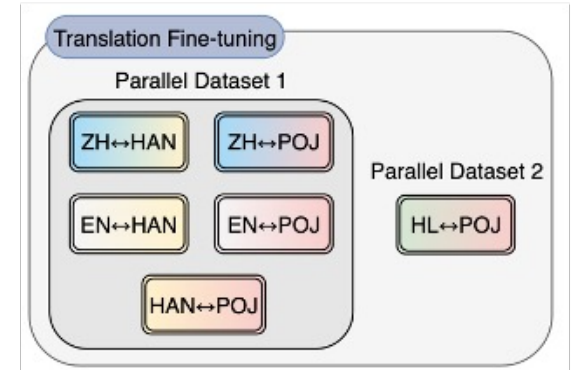 Translation Fine-tuning
Parallel Dataset 1
ZH↔HAN
ZH↔POJ
EN↔HAN
EN↔POJ
HAN↔POJ
Parallel Dataset 2
HL↔POJ